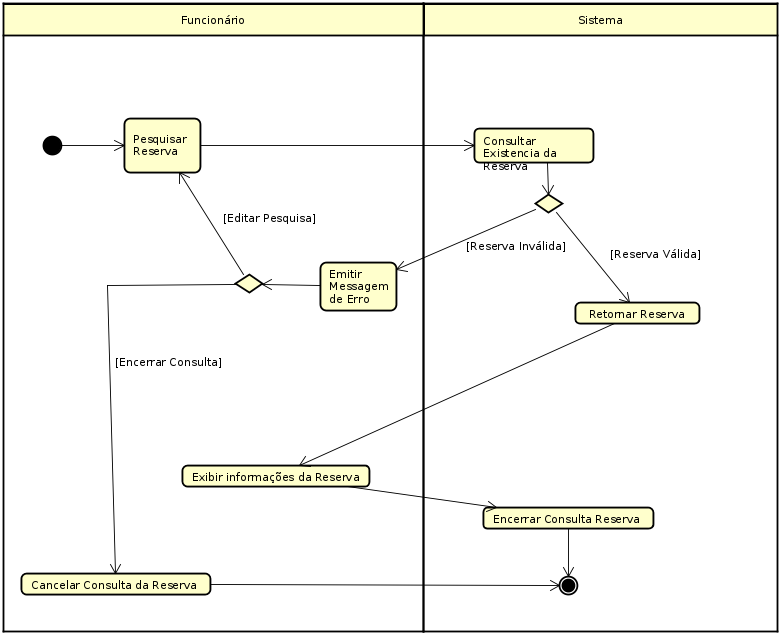 Funcionário
Sistema
Pesquisar
Reserva
Consultar
Existencia da
Reserva
[Editar Pesquisa]
[Reserva Inválida]
[Reserva Válida]
Emitir
Messagem
de Erro
Retornar Reserva
[Encerrar Consulta]
Exibir informações da Reserva
Encerrar Consulta Reserva
Cancelar Consulta da Reserva